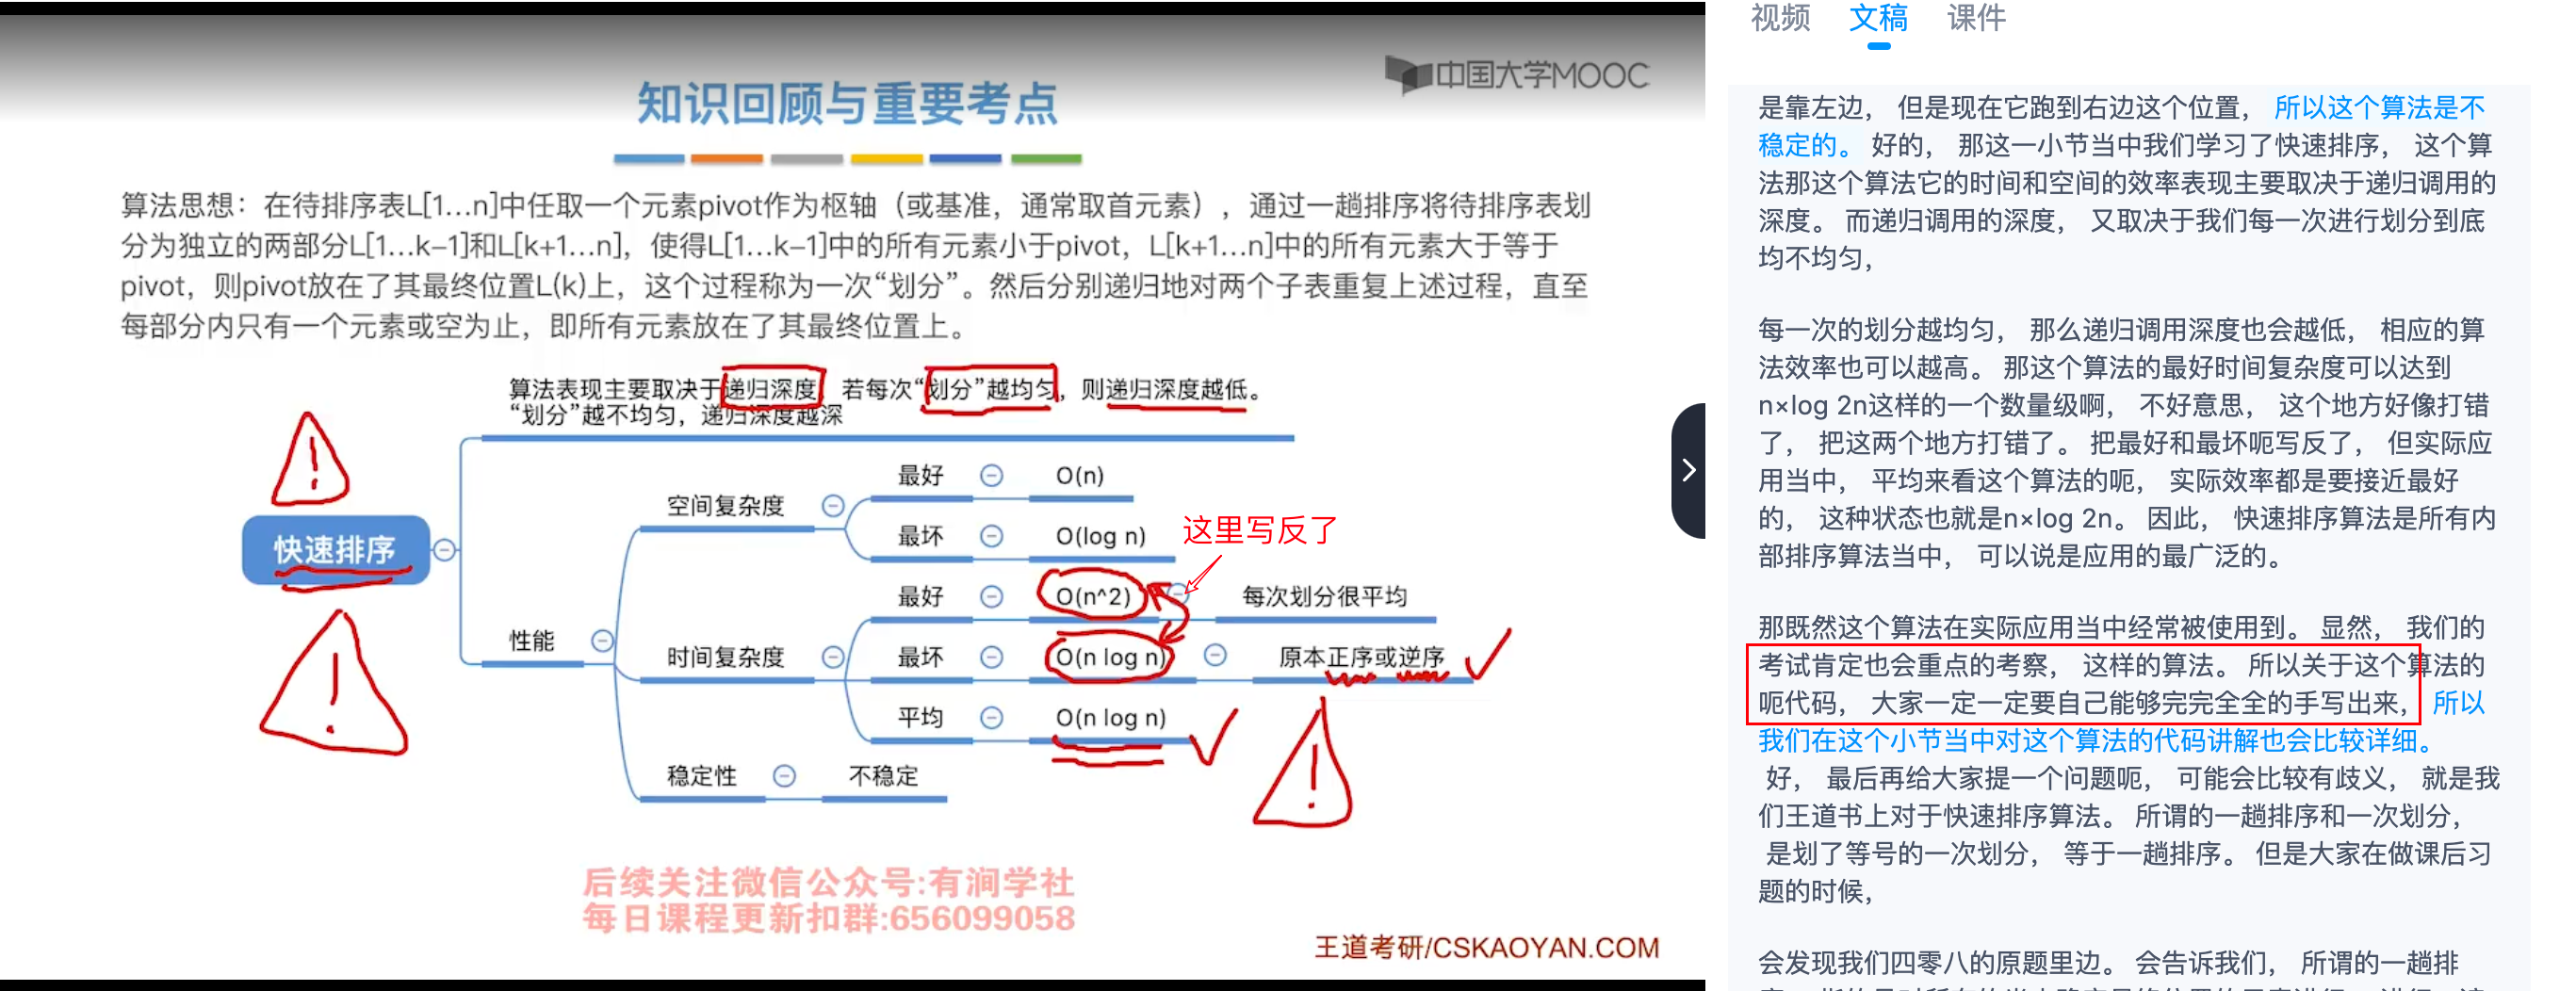 中国大学MOOC
知识回顾与重要考点
算法思想：在待排序表L[1…n]中任取一个元素pivot作为枢轴（或基准，通常取首元素），通过一趟排序将待排序表划
分为独立的两部分L[1…k-1]和L[k+1…n]，使得L[1…k-1]中的所有元素小于pivot，L[k+1…n]中的所有元素大于等于
pivot，则pivot放在了其最终位置L(k)上，这个过程称为一次“划分”。然后分别递归地对两个子表重复上述过程，直至
每部分内只有一个元素或空为止，即所有元素放在了其最终位置上。
算法表现主要取决于递归深度，若每次“划分”越均匀，则递归深度越低。
“划分”越不均匀，递归深度越深
快速排序
性能
空间复杂度
最好
O(n)
最坏
O(log n)
这里写反了
时间复杂度
最好
O(n^2)
每次划分很平均
最坏
O(n log n)
原本正序或逆序
平均
O(n log n)
稳定性
不稳定
后续关注微信公众号:有涧学社
每日课程更新扣群:656099058
王道考研/CSKAOYAN.COM
视频 文稿 课件
是靠左边， 但是现在它跑到右边这个位置， 所以这个算法是不
稳定的。 好的， 那这一小节当中我们学习了快速排序， 这个算
法那这个算法它的时间和空间的效率表现主要取决于递归调用的
深度。 而递归调用的深度， 又取决于我们每一次进行划分到底
均不均匀，
每一次的划分越均匀， 那么递归调用深度也会越低， 相应的算
法效率也可以越高。 那这个算法的最好时间复杂度可以达到
n×log 2n这样的一个数量级啊， 不好意思， 这个地方好像打错
了， 把这两个地方打错了。 把最好和最坏呃写反了， 但实际应
用当中， 平均来看这个算法的呃， 实际效率都是要接近最好
的， 这种状态也就是n×log 2n。 因此， 快速排序算法是所有内
部排序算法当中， 可以说是应用的最广泛的。
那既然这个算法在实际应用当中经常被使用到。 显然， 我们的
考试肯定也会重点的考察， 这样的算法。 所以关于这个算法的
呃代码， 大家一定一定要自己能够完完全全的手写出来， 所以
我们在这个小节当中对这个算法的代码讲解也会比较详细。
好， 最后再给大家提一个问题呃， 可能会比较有歧义， 就是我
们王道书上对于快速排序算法。 所谓的一趟排序和一次划分，
是划了等号的一次划分， 等于一趟排序。 但是大家在做课后习
题的时候，
会发现我们四零八的原题里边。 会告诉我们， 所谓的一趟排